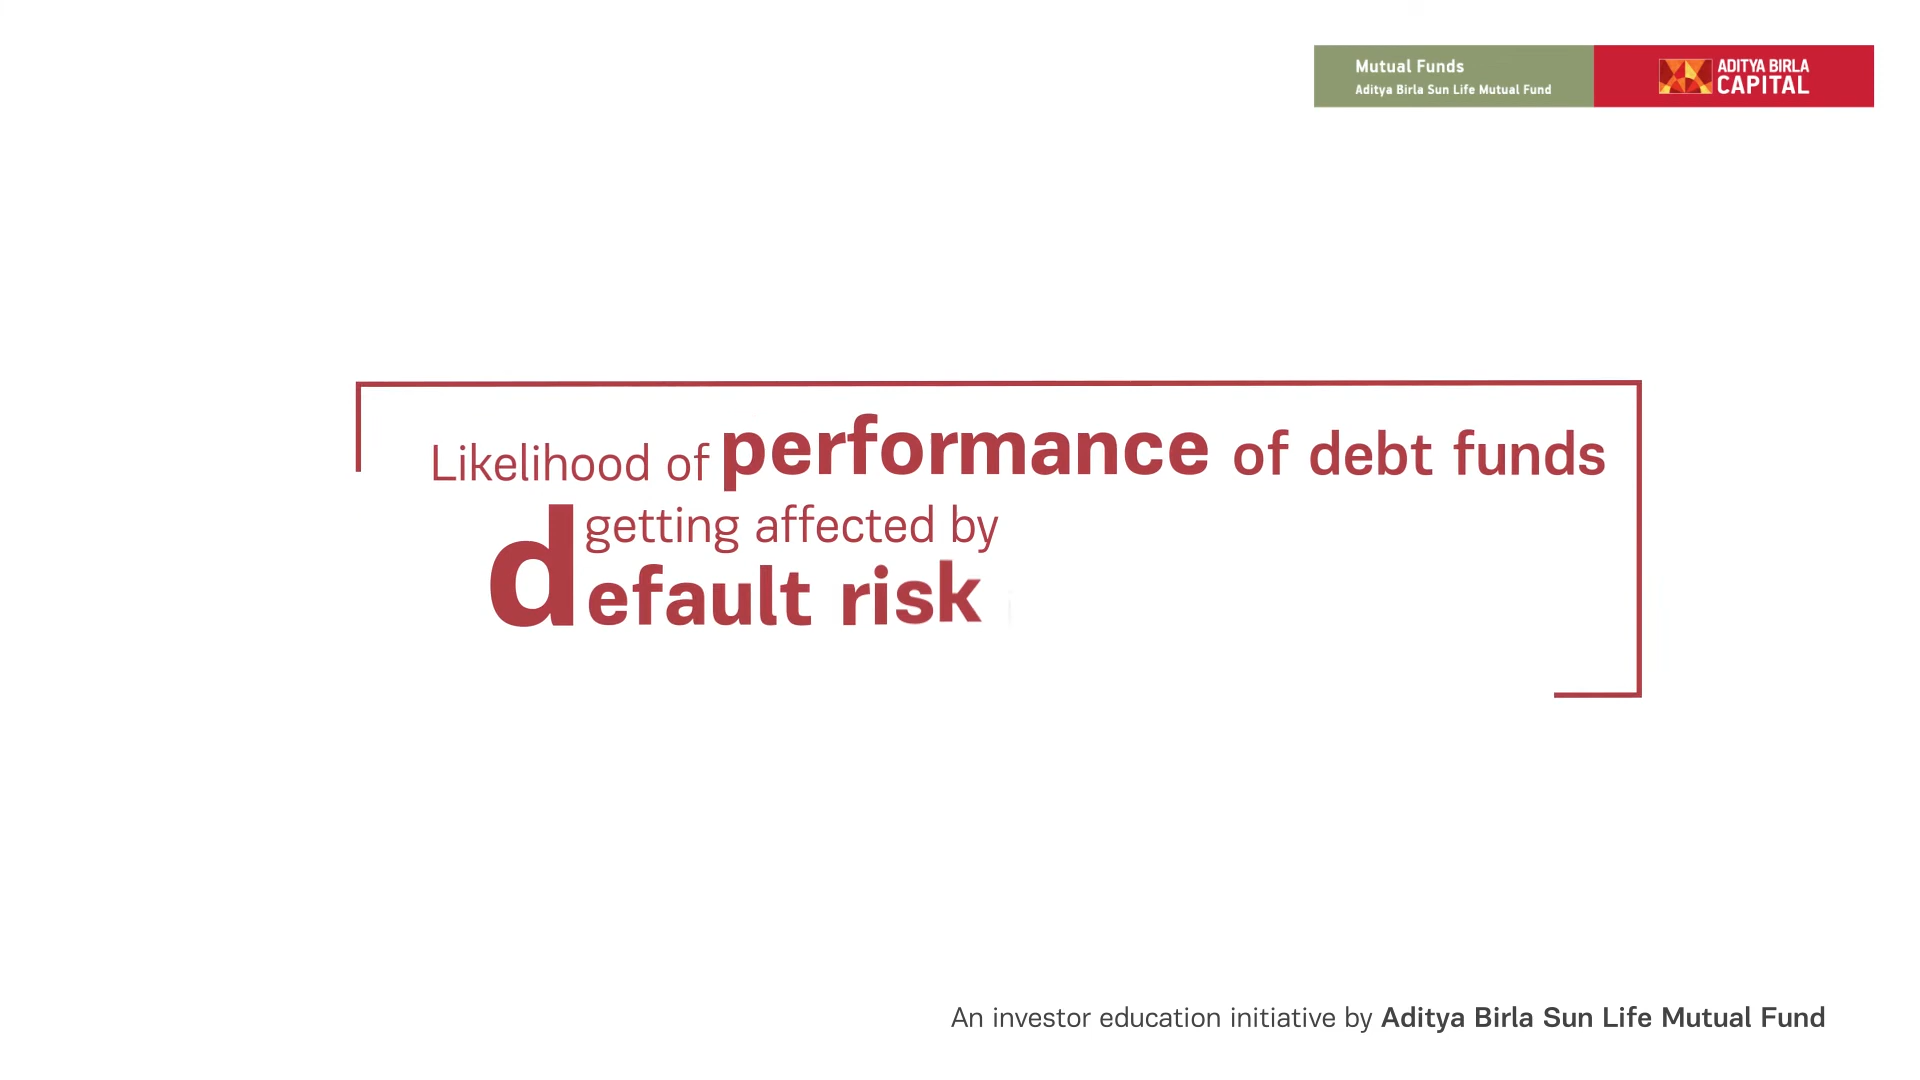 Mutual Funds
Aditya Birla Sun Life Mutual Fund
ADITYA BIRLA
CAPITAL
Likelihood of performance of debt funds
getting affected by
default risk
An investor education initiative by Aditya Birla Sun Life Mutual Fund